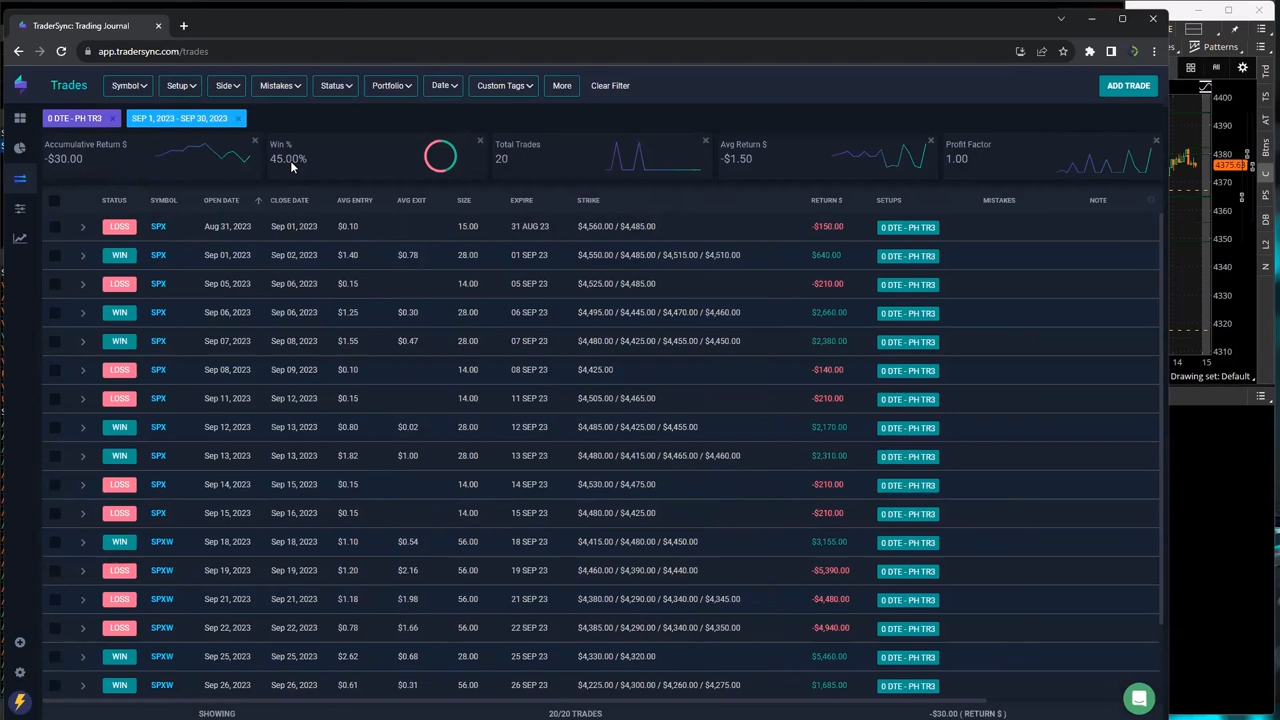 TraderSync: Trading Journal
app.tradersync.com/trades
Patterns
Trades Symbol Setup Side Mistakes Status Portfolio Date Custom Tags More Clear Filter ADD TRADE
All
0 DTE - PH TR3 SEP 1, 2023 - SEP 30, 2023
Accumulative Return $ Win % Total Trades Avg Return $ Profit Factor
-$30.00 45.00% 20 -$1.50 1.00
STATUS SYMBOL OPEN DATE CLOSE DATE AVG ENTRY AVG EXIT SIZE EXPIRE STRIKE RETURN $ SETUPS MISTAKES NOTE
LOSS SPX Aug 31, 2023 Sep 01, 2023 $0.10 15.00 31 AUG 23 $4,560.00 / $4,485.00 -$150.00 0 DTE - PH TR3
WIN SPX Sep 01, 2023 Sep 02, 2023 $1.40 $0.78 28.00 01 SEP 23 $4,550.00 / $4,485.00 / $4,515.00 / $4,510.00 $640.00 0 DTE - PH TR3
LOSS SPX Sep 05, 2023 Sep 06, 2023 $0.15 14.00 05 SEP 23 $4,525.00 / $4,485.00 -$210.00 0 DTE - PH TR3
WIN SPX Sep 06, 2023 Sep 06, 2023 $1.25 $0.30 28.00 06 SEP 23 $4,495.00 / $4,445.00 / $4,470.00 / $4,460.00 $2,660.00 0 DTE - PH TR3
WIN SPX Sep 07, 2023 Sep 08, 2023 $1.55 $0.47 28.00 07 SEP 23 $4,480.00 / $4,425.00 / $4,455.00 / $4,450.00 $2,380.00 0 DTE - PH TR3
LOSS SPX Sep 08, 2023 Sep 09, 2023 $0.10 14.00 08 SEP 23 $4,425.00 -$140.00 0 DTE - PH TR3
LOSS SPX Sep 11, 2023 Sep 12, 2023 $0.15 14.00 11 SEP 23 $4,505.00 / $4,465.00 -$210.00 0 DTE - PH TR3
WIN SPX Sep 12, 2023 Sep 13, 2023 $0.80 $0.02 28.00 12 SEP 23 $4,485.00 / $4,425.00 / $4,455.00 $2,170.00 0 DTE - PH TR3
WIN SPX Sep 13, 2023 Sep 13, 2023 $1.82 $1.00 28.00 13 SEP 23 $4,480.00 / $4,415.00 / $4,465.00 / $4,460.00 $2,310.00 0 DTE - PH TR3
LOSS SPX Sep 14, 2023 Sep 15, 2023 $0.15 14.00 14 SEP 23 $4,530.00 / $4,475.00 -$210.00 0 DTE - PH TR3
LOSS SPX Sep 15, 2023 Sep 16, 2023 $0.15 14.00 15 SEP 23 $4,480.00 / $4,425.00 -$210.00 0 DTE - PH TR3
WIN SPXW Sep 18, 2023 Sep 18, 2023 $1.10 $0.54 56.00 18 SEP 23 $4,415.00 / $4,480.00 / $4,450.00 $3,155.00 0 DTE - PH TR3
LOSS SPXW Sep 19, 2023 Sep 19, 2023 $1.20 $2.16 56.00 19 SEP 23 $4,460.00 / $4,390.00 / $4,440.00 -$5,390.00 0 DTE - PH TR3
LOSS SPXW Sep 21, 2023 Sep 21, 2023 $1.18 $1.98 56.00 21 SEP 23 $4,380.00 / $4,290.00 / $4,340.00 / $4,345.00 -$4,480.00 0 DTE - PH TR3
LOSS SPXW Sep 22, 2023 Sep 22, 2023 $0.78 $1.66 56.00 22 SEP 23 $4,385.00 / $4,290.00 / $4,340.00 / $4,350.00 -$4,940.00 0 DTE - PH TR3
WIN SPXW Sep 25, 2023 Sep 25, 2023 $2.62 $0.68 28.00 25 SEP 23 $4,330.00 / $4,320.00 $5,460.00 0 DTE - PH TR3
WIN SPXW Sep 26, 2023 Sep 26, 2023 $0.61 $0.31 56.00 26 SEP 23 $4,225.00 / $4,300.00 / $4,260.00 / $4,275.00 $1,685.00 0 DTE - PH TR3
SHOWING 20/20 TRADES -$30.00 ( RETURN $ )
4400
4390
4380
4375.63
4370
4360
4350
4340
4330
4320
4310
14 15
Drawing set: Default
Trd
TS
AT
Btns
C
PS
DB
L2
N